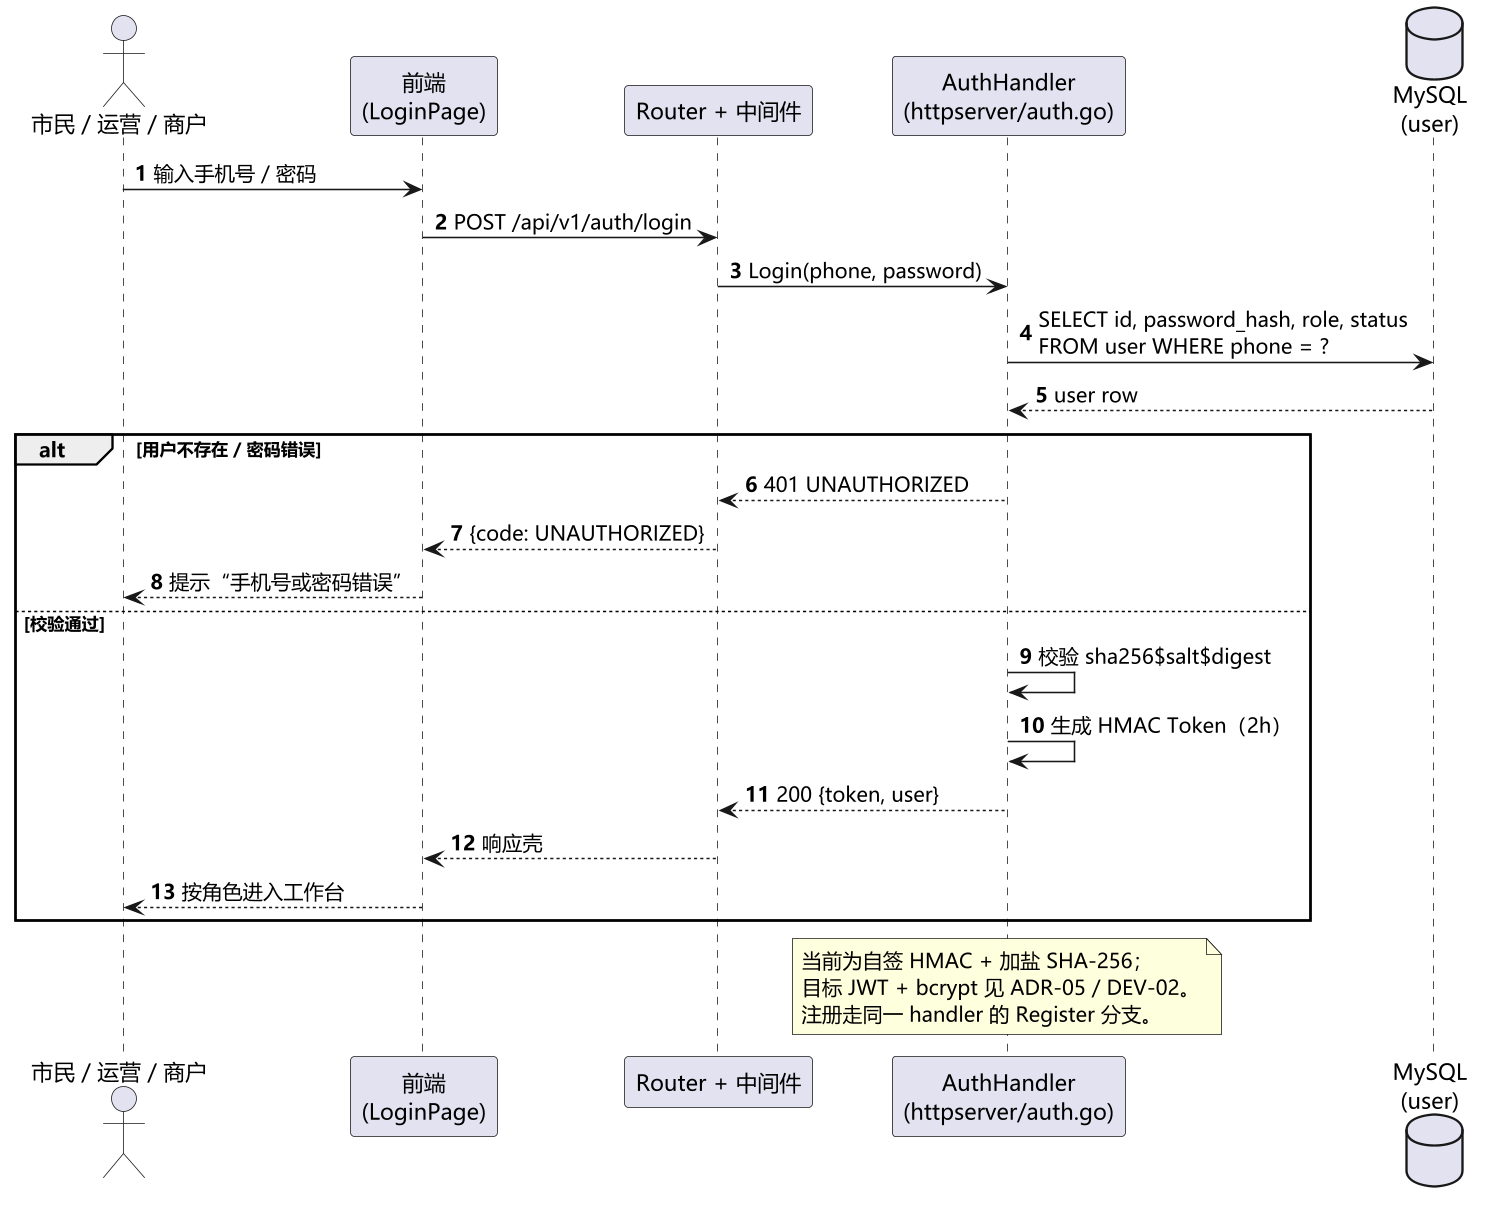 市民 / 运营 / 商户
前端
(LoginPage)
Router + 中间件
AuthHandler
(httpserver/auth.go)
MySQL
(user)
1 输入手机号 / 密码
2 POST /api/v1/auth/login
3 Login(phone, password)
4 SELECT id, password_hash, role, status
FROM user WHERE phone = ?
5 user row
alt [用户不存在 / 密码错误]
6 401 UNAUTHORIZED
7 {code: UNAUTHORIZED}
8 提示“手机号或密码错误”
[校验通过]
9 校验 sha256$salt$digest
10 生成 HMAC Token（2h）
11 200 {token, user}
12 响应壳
13 按角色进入工作台
当前为自签 HMAC + 加盐 SHA-256；
目标 JWT + bcrypt 见 ADR-05 / DEV-02。
注册走同一 handler 的 Register 分支。
市民 / 运营 / 商户
前端
(LoginPage)
Router + 中间件
AuthHandler
(httpserver/auth.go)
MySQL
(user)